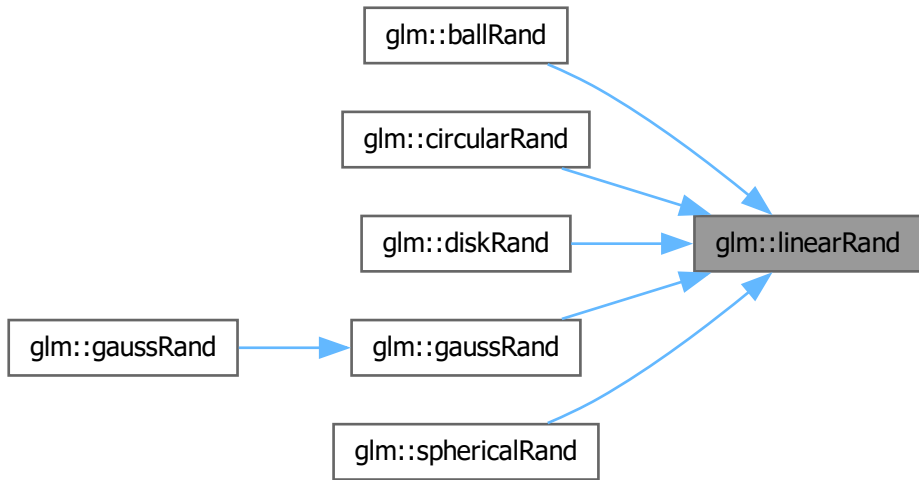 glm::ballRand
glm::circularRand
glm::linearRand
glm::diskRand
glm::gaussRand
glm::gaussRand
glm::sphericalRand